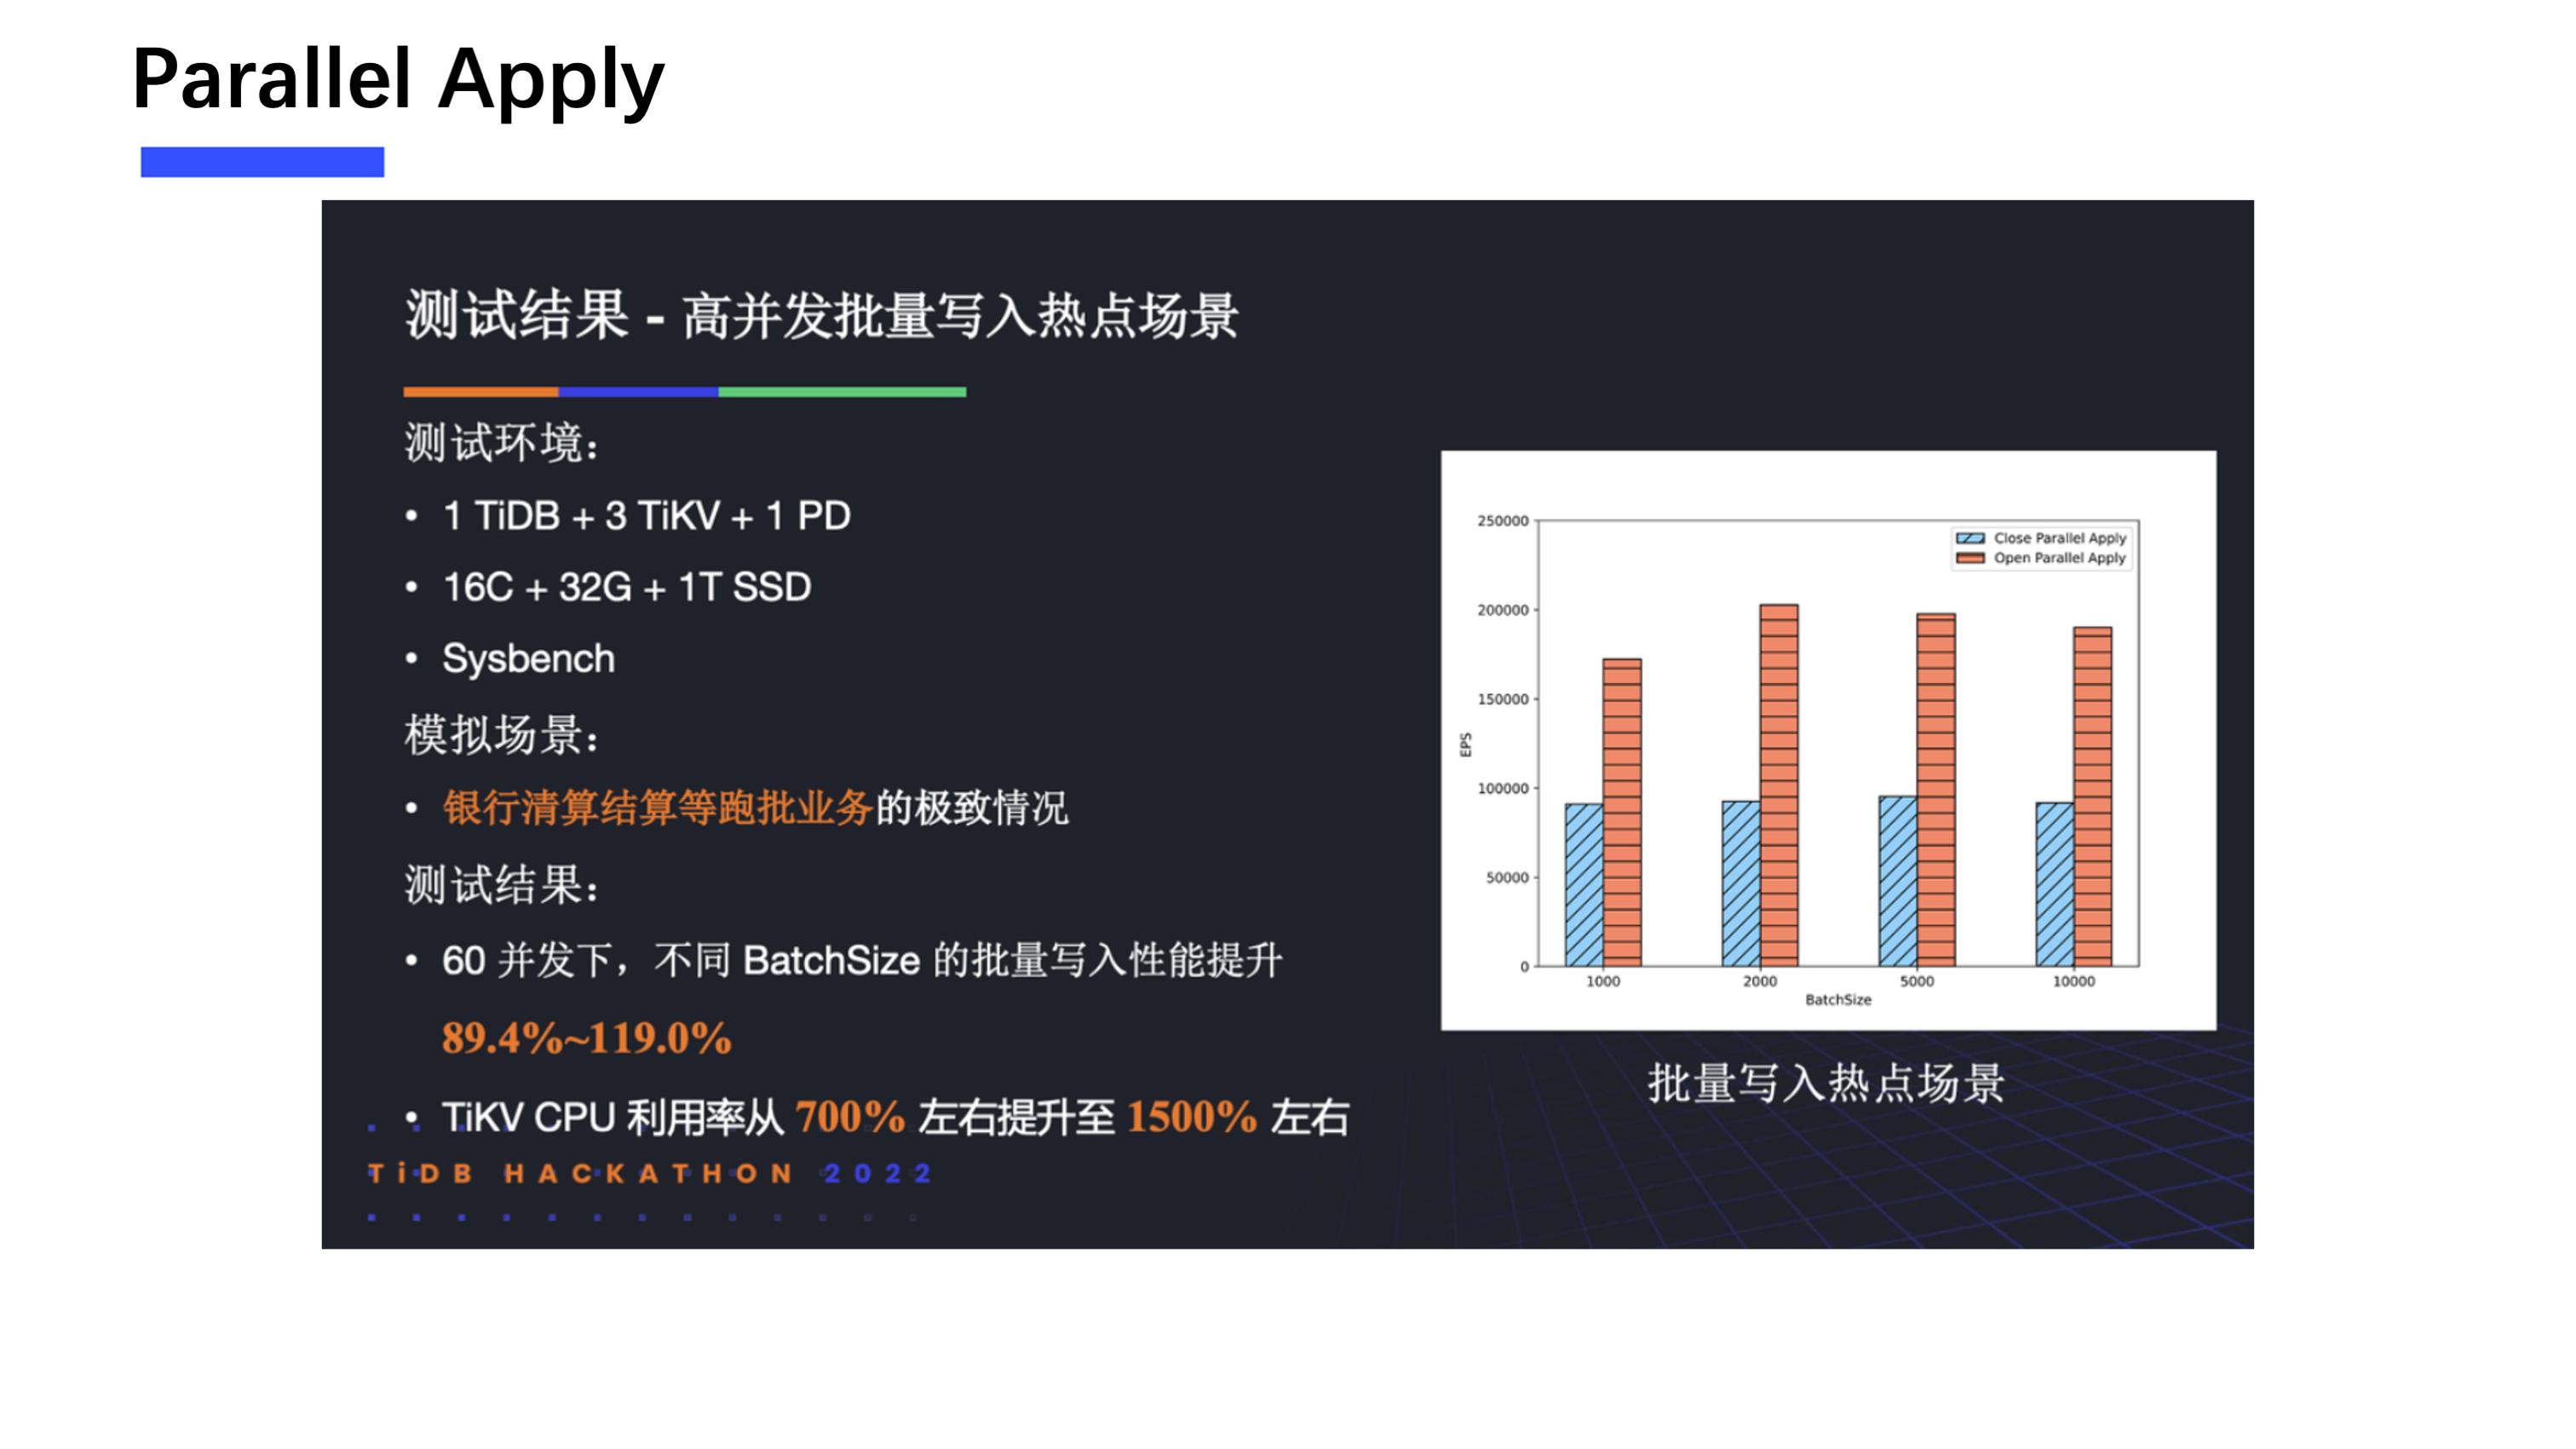 Parallel Apply
测试结果 - 高并发批量写入热点场景
测试环境：
• 1 TiDB + 3 TiKV + 1 PD
• 16C + 32G + 1T SSD
• Sysbench
模拟场景：
• 银行清算结算等跑批业务的极致情况
测试结果：
• 60 并发下，不同 BatchSize 的批量写入性能提升
89.4%~119.0%
• TiKV CPU 利用率从 700% 左右提升至 1500% 左右
TiDB HACKATHON 2022
250000
200000
150000
100000
50000
0
EPS
Close Parallel Apply
Open Parallel Apply
1000 2000 5000 10000
BatchSize
批量写入热点场景